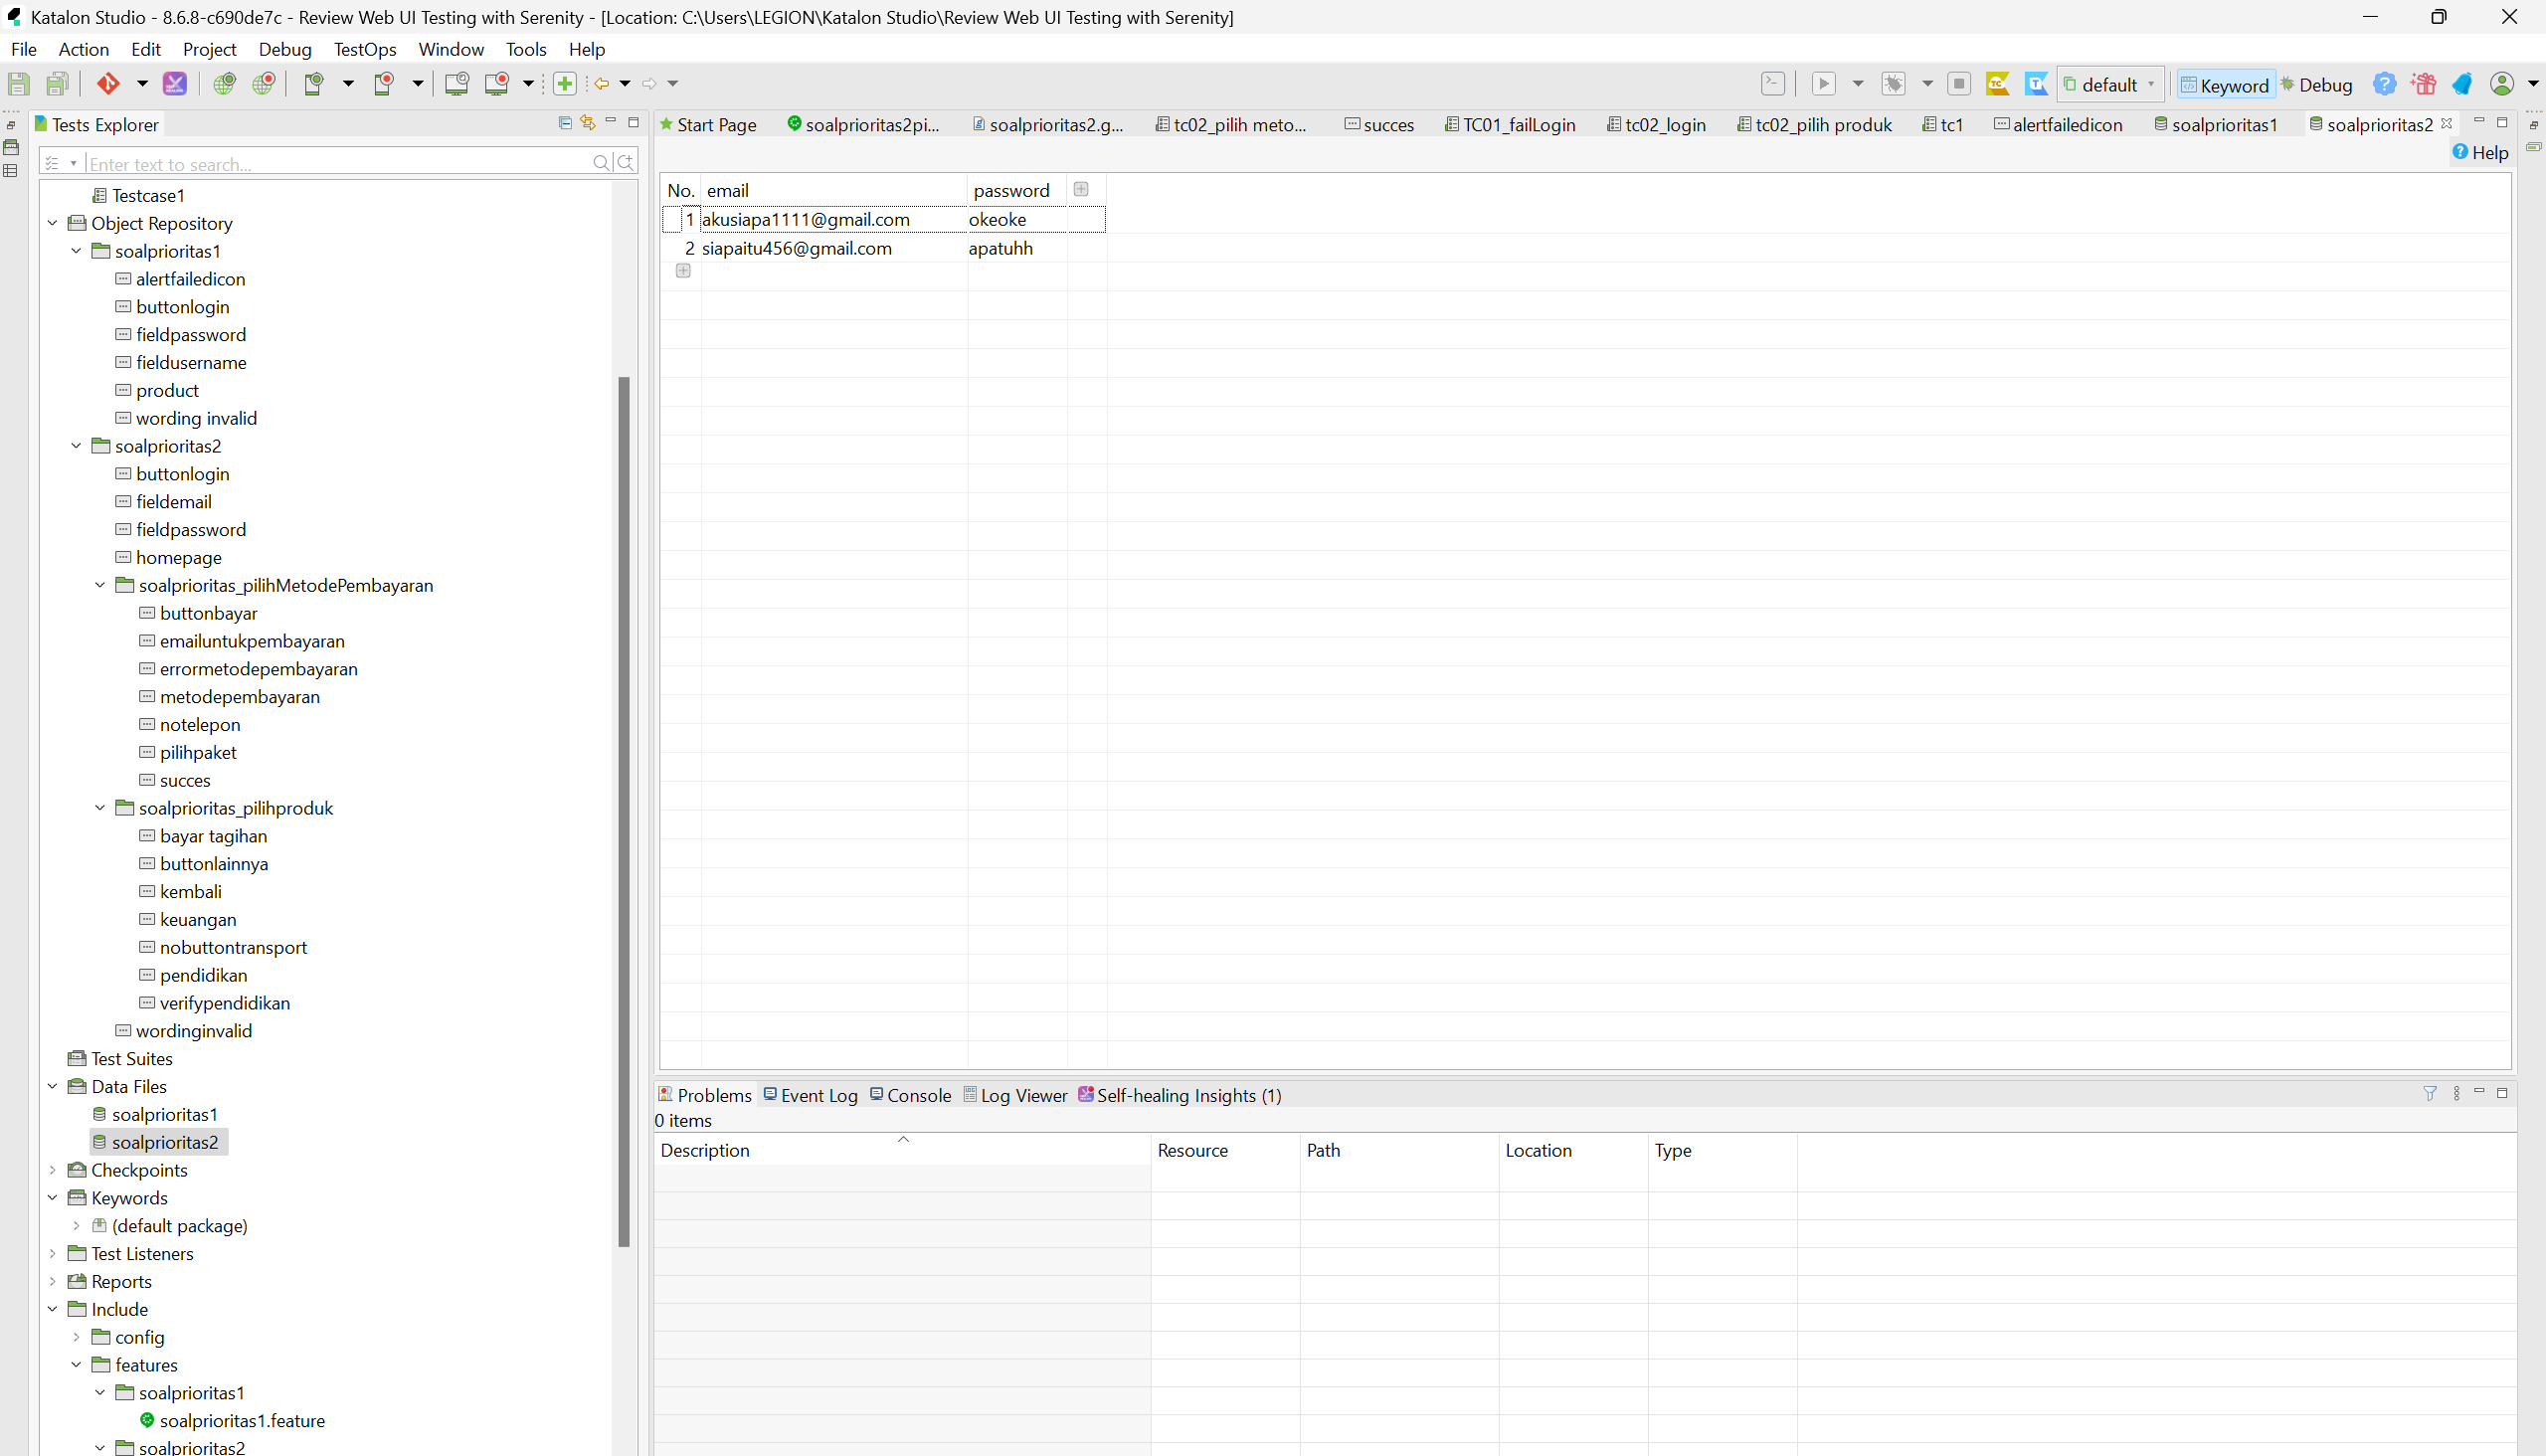 Katalon Studio - 8.6.8-c690de7c - Review Web UI Testing with Serenity - [Location: C:\Users\LEGION\Katalon Studio\Review Web UI Testing with Serenity]
File Action Edit Project Debug TestOps Window Tools Help
default Keyword Debug
Tests Explorer
Start Page soalprioritas2pi... soalprioritas2.g... tc02_pilih meto... succes TC01_failLogin tc02_login tc02_pilih produk tc1 alertfailedicon soalprioritas1 soalprioritas2
Help
Enter text to search...
Testcase1
Object Repository
soalprioritas1
alertfailedicon
buttonlogin
fieldpassword
fieldusername
product
wording invalid
soalprioritas2
buttonlogin
fieldemail
fieldpassword
homepage
soalprioritas_pilihMetodePembayaran
buttonbayar
emailuntukpembayaran
errormetodepembayaran
metodepembayaran
notelepon
pilihpaket
succes
soalprioritas_pilihproduk
bayar tagihan
buttonlainnya
kembali
keuangan
nobuttontransport
pendidikan
verifypendidikan
wordinginvalid
Test Suites
Data Files
soalprioritas1
soalprioritas2
Checkpoints
Keywords
(default package)
Test Listeners
Reports
Include
config
features
soalprioritas1
soalprioritas1.feature
soalprioritas2
No. email password
1 akusiapa1111@gmail.com okeoke
2 siapaitu456@gmail.com apatuhh
Problems Event Log Console Log Viewer Self-healing Insights (1)
0 items
Description Resource Path Location Type